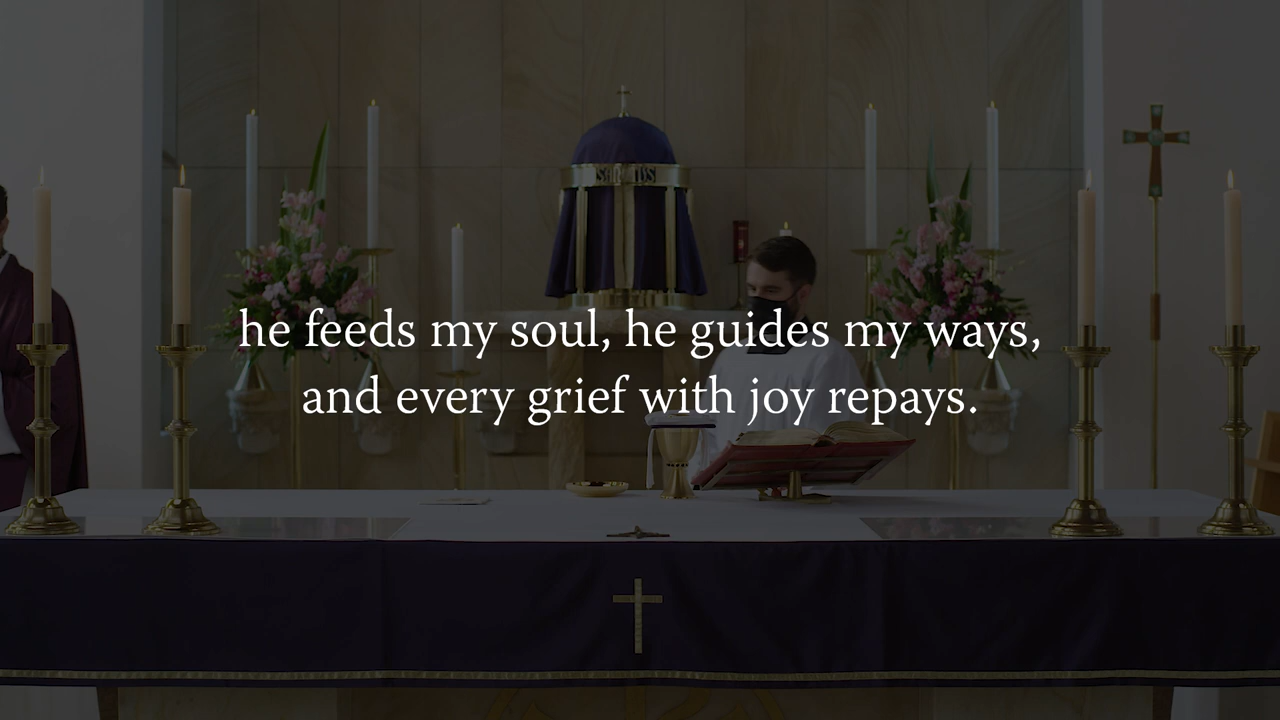 he feeds my soul, he guides my ways,
and every grief with joy repays.